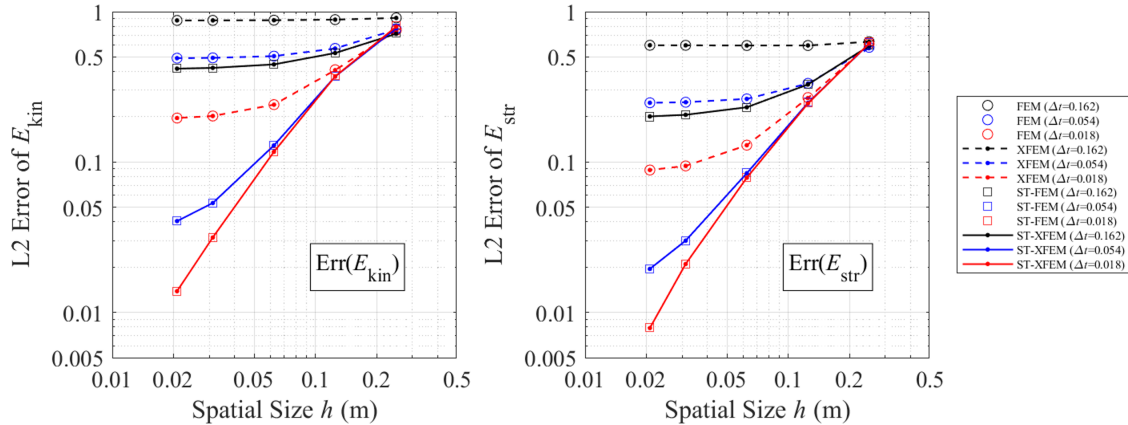 L2 Error of E_kin
1
0.5
0.1
0.05
0.01
0.005
Err(E_kin)
0.01 0.02 0.05 0.1 0.2 0.5
Spatial Size h (m)
L2 Error of E_str
1
0.5
0.1
0.05
0.01
0.005
Err(E_str)
0.01 0.02 0.05 0.1 0.2 0.5
Spatial Size h (m)
FEM (Δt=0.162)
FEM (Δt=0.054)
FEM (Δt=0.018)
XFEM (Δt=0.162)
XFEM (Δt=0.054)
XFEM (Δt=0.018)
ST-FEM (Δt=0.162)
ST-FEM (Δt=0.054)
ST-FEM (Δt=0.018)
ST-XFEM (Δt=0.162)
ST-XFEM (Δt=0.054)
ST-XFEM (Δt=0.018)